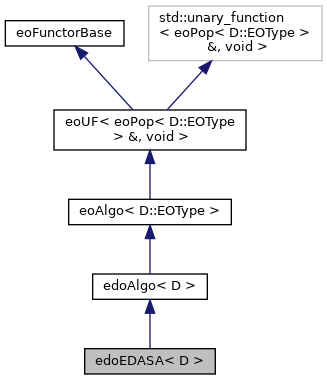 eoFunctorBase
std::unary_function
< eoPop< D::EOType >
&, void >
eoUF< eoPop< D::EOType
> &, void >
eoAlgo< D::EOType >
edoAlgo< D >
edoEDASA< D >